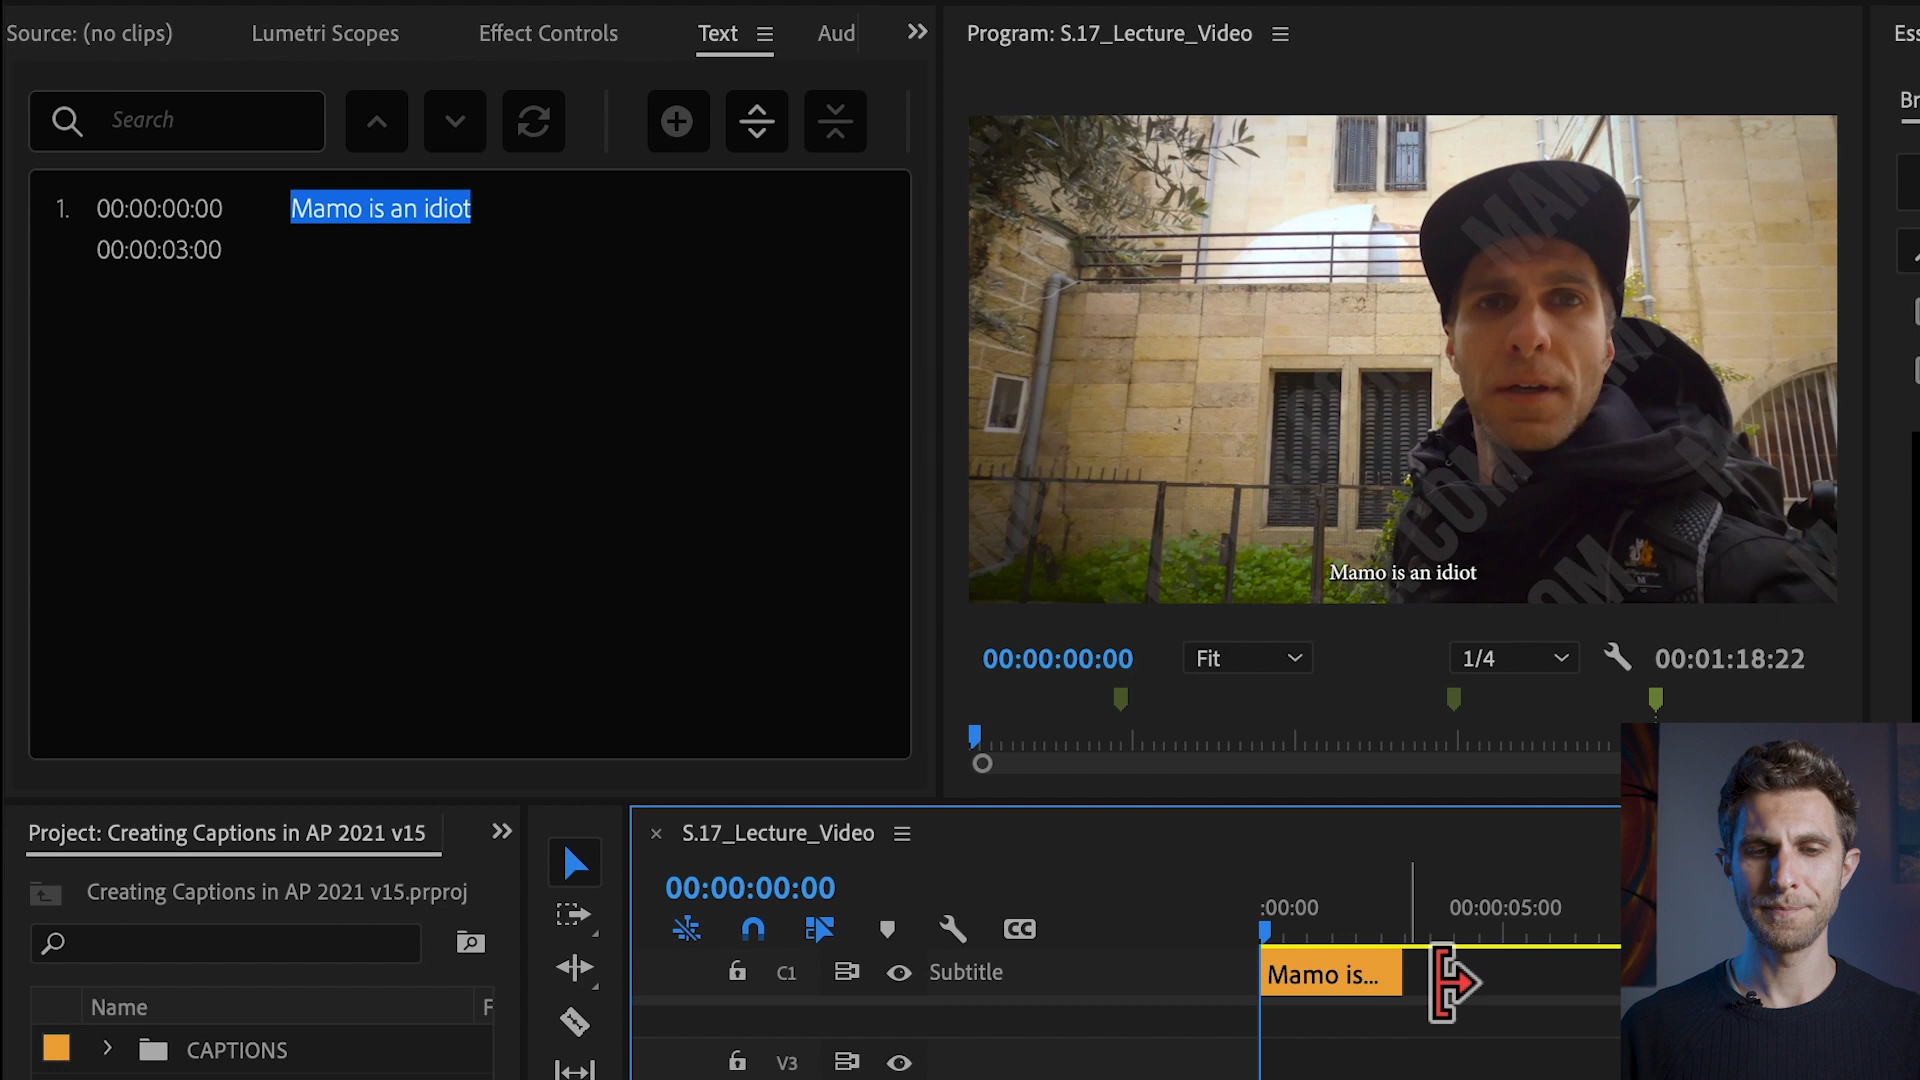 Source: (no clips)
Lumetri Scopes
Effect Controls
Text
Aud
Program: S.17_Lecture_Video
Search
1.
00:00:00:00
Mamo is an idiot
00:00:03:00
Mamo is an idiot
00:00:00:00
Fit
1/4
00:01:18:22
Project: Creating Captions in AP 2021 v15
Creating Captions in AP 2021 v15.prproj
Name
F
CAPTIONS
S.17_Lecture_Video
00:00:00:00
:00:00
00:00:05:00
CC
C1
Subtitle
Mamo is...
V3